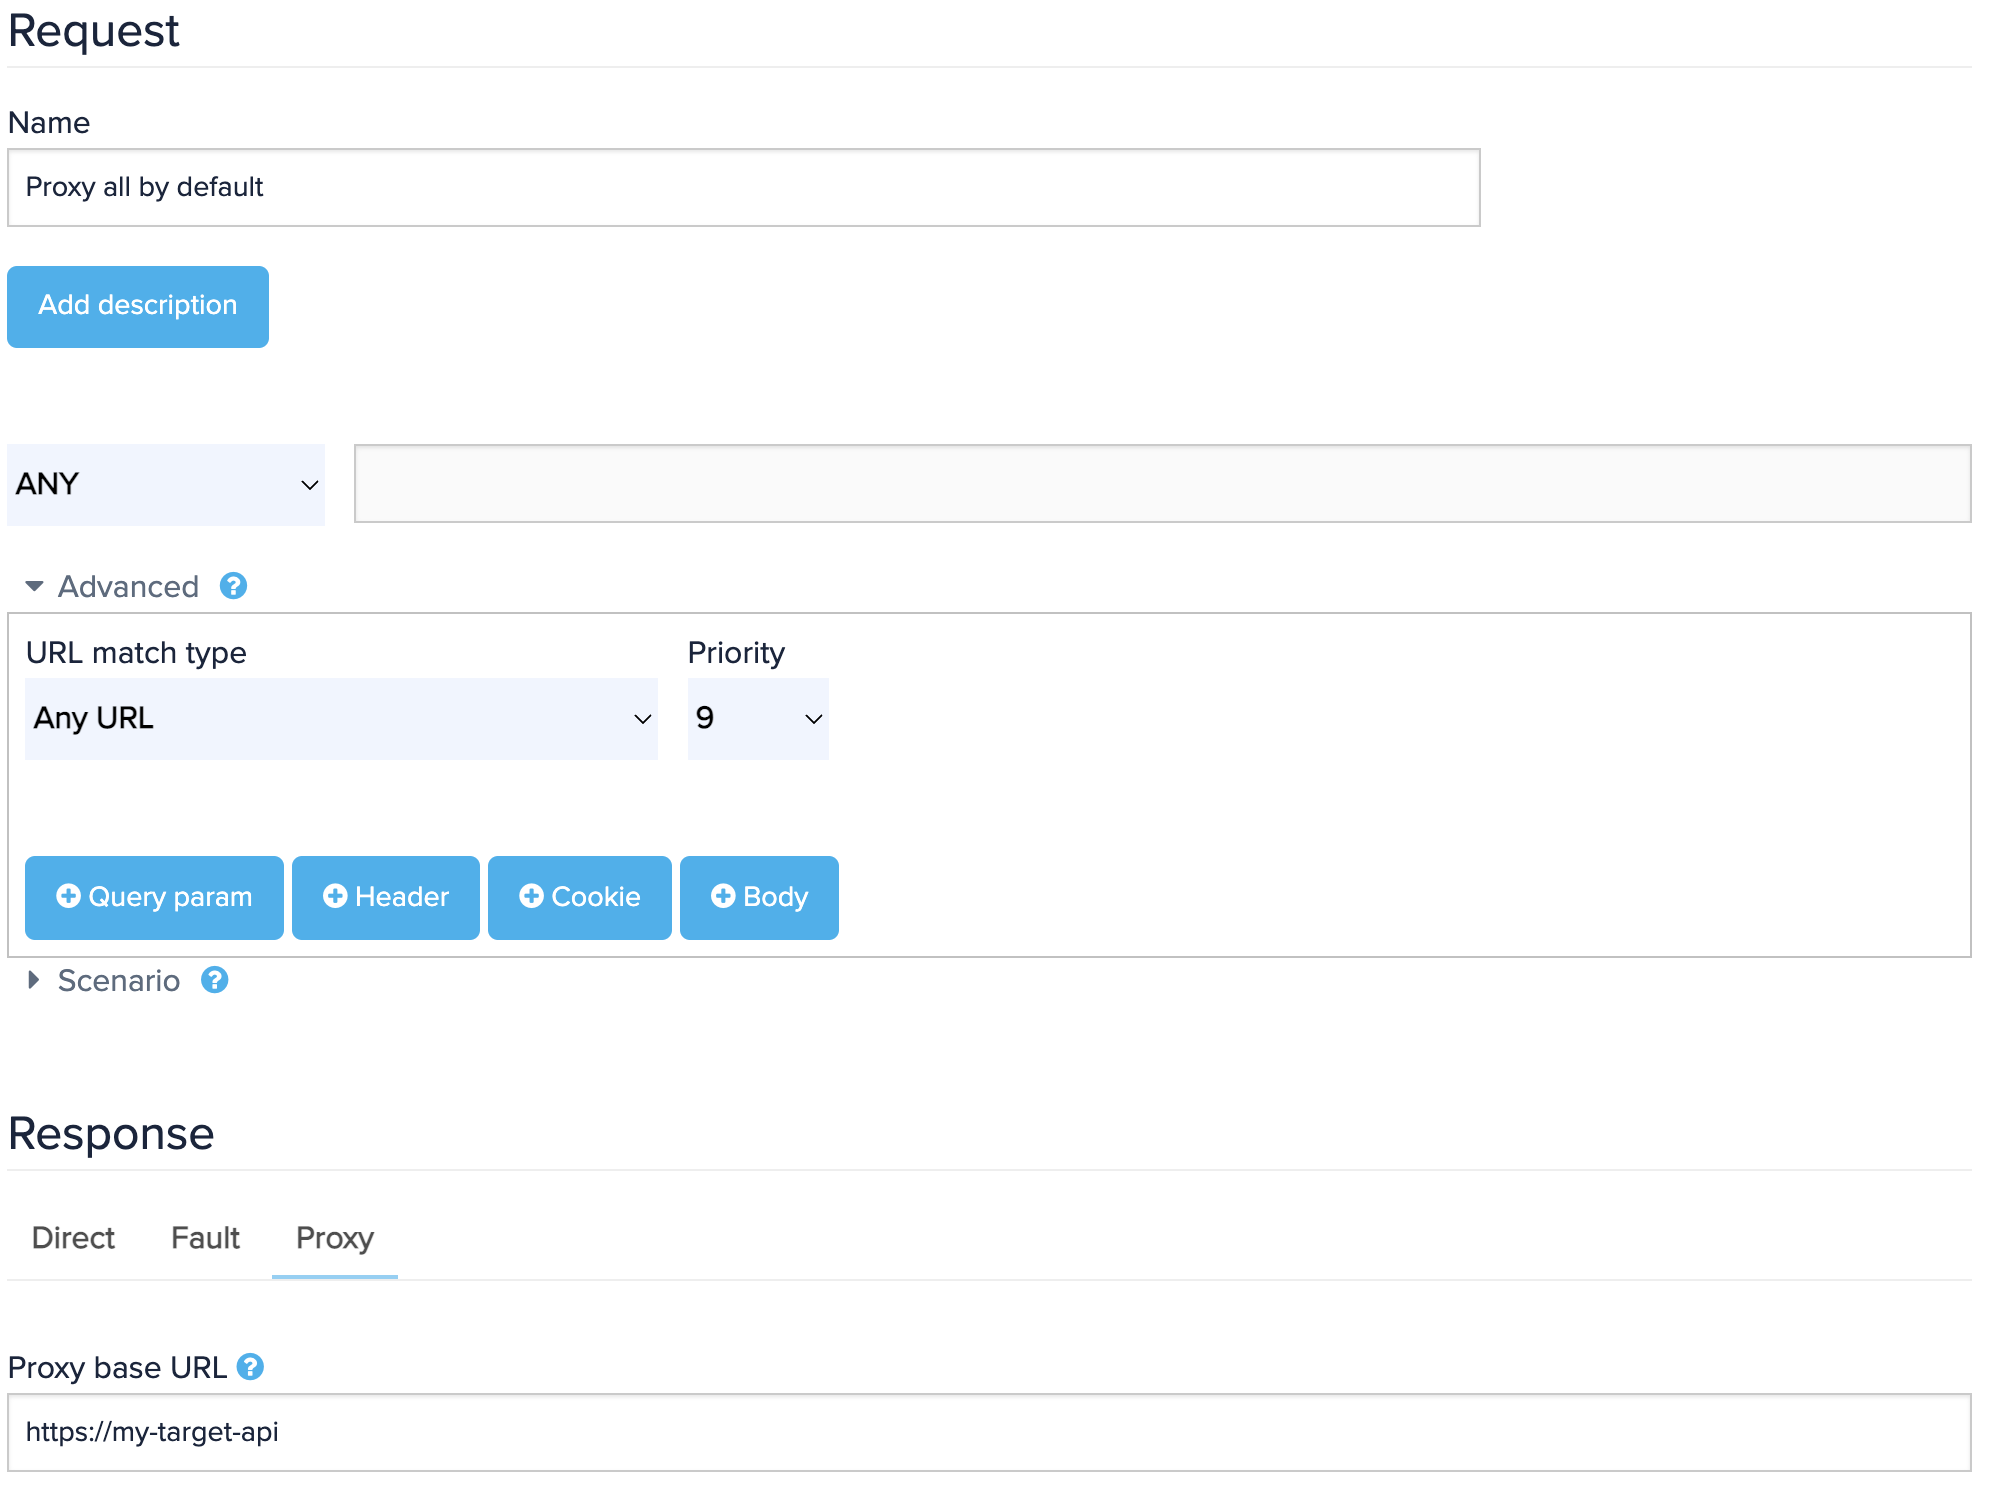 Request
Name
Proxy all by default
Add description
ANY
Advanced ?
URL match type Priority
Any URL 9
Query param Header Cookie Body
Scenario ?
Response
Direct Fault Proxy
Proxy base URL ?
https://my-target-api